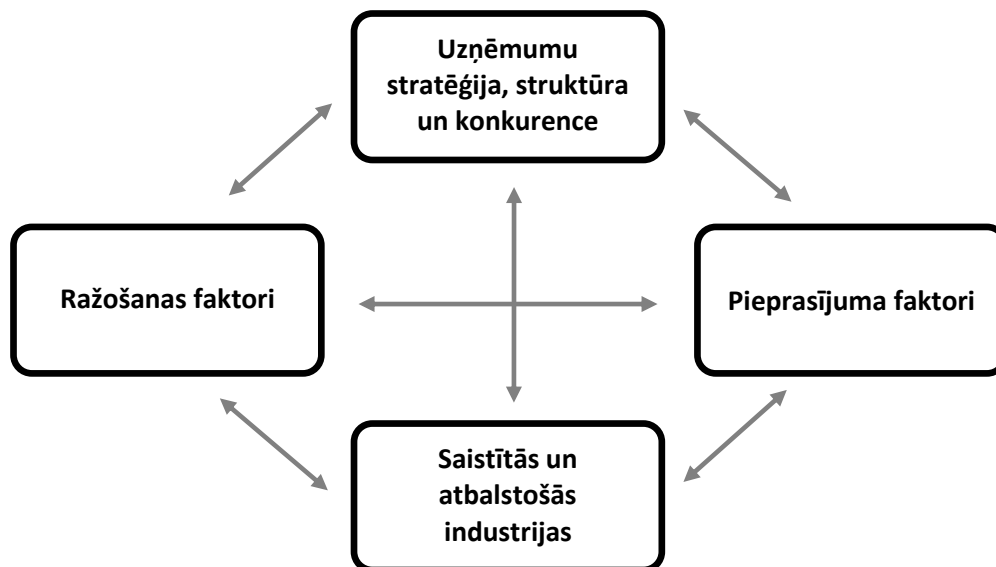 Uzņēmumu
stratēģija, struktūra
un konkurence
Ražošanas faktori
Pieprasījuma faktori
Saistītās un
atbalstošās
industrijas